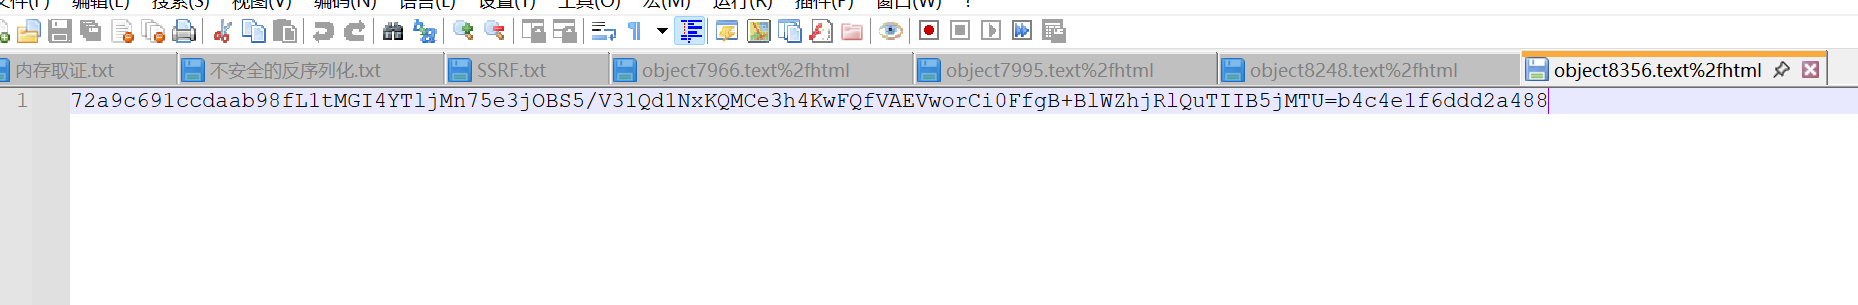 文件(F) 编辑(E) 搜索(S) 视图(V) 编码(N) 语言(L) 设置(T) 工具(O) 宏(M) 运行(R) 插件(P) 窗口(W) ?
内存取证.txt 不安全的反序列化.txt SSRF.txt object7966.text%2fhtml object7995.text%2fhtml object8248.text%2fhtml object8356.text%2fhtml
1 72a9c691ccdaab98fL1tMGI4YTljMn75e3jOBS5/V31Qd1NxKQMCe3h4KwFQfVAEVworCi0FfgB+BlWZhjRlQuTIIB5jMTU=b4c4e1f6ddd2a488